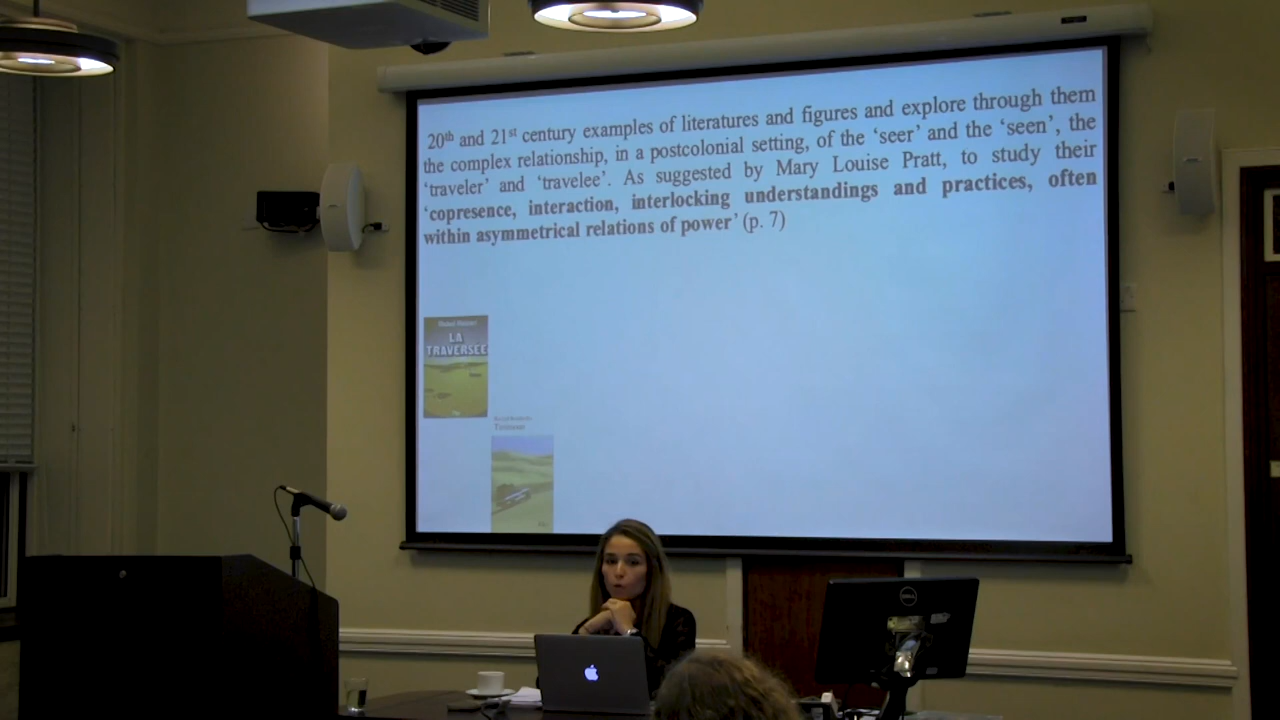 20th and 21st century examples of literatures and figures and explore through them
the complex relationship, in a postcolonial setting, of the ‘seer’ and the ‘seen’, the
‘traveler’ and ‘travelee’. As suggested by Mary Louise Pratt, to study their
‘copresence, interaction, interlocking understandings and practices, often
within asymmetrical relations of power’ (p. 7)
LA
TRAVERSEE
DELL